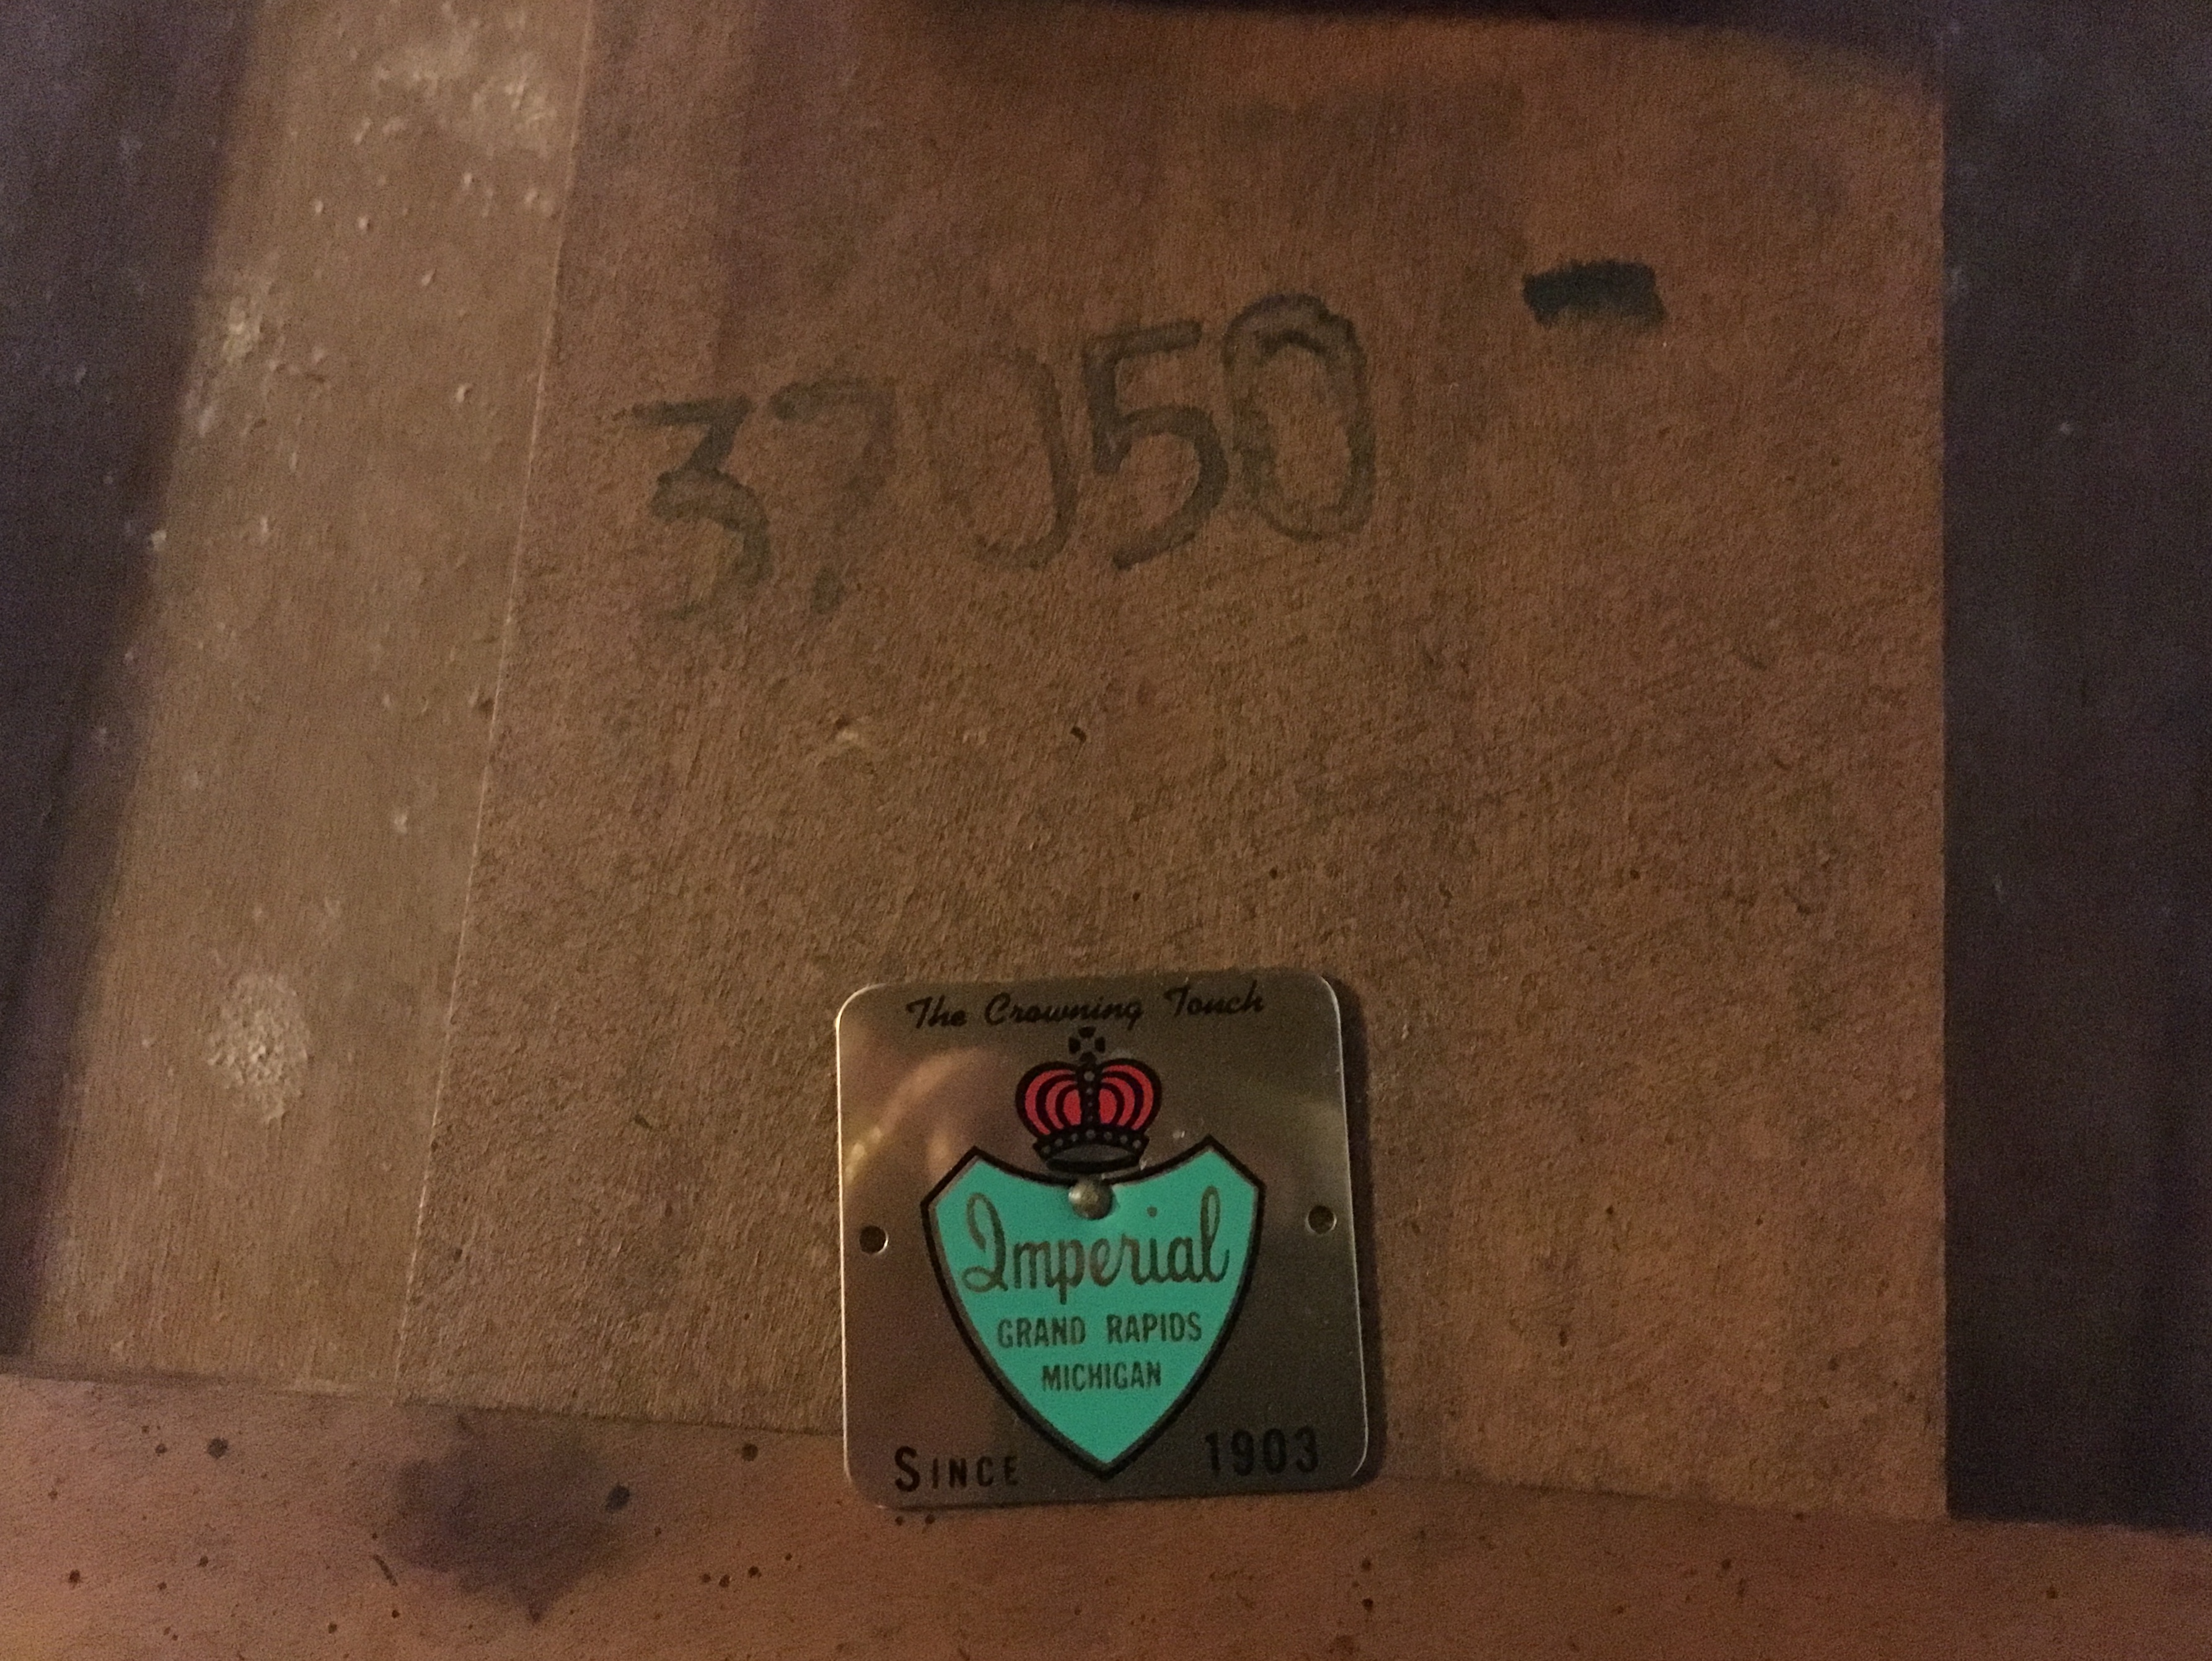 37050 -
The Crowning Touch
Imperial
GRAND RAPIDS
MICHIGAN
SINCE 1903